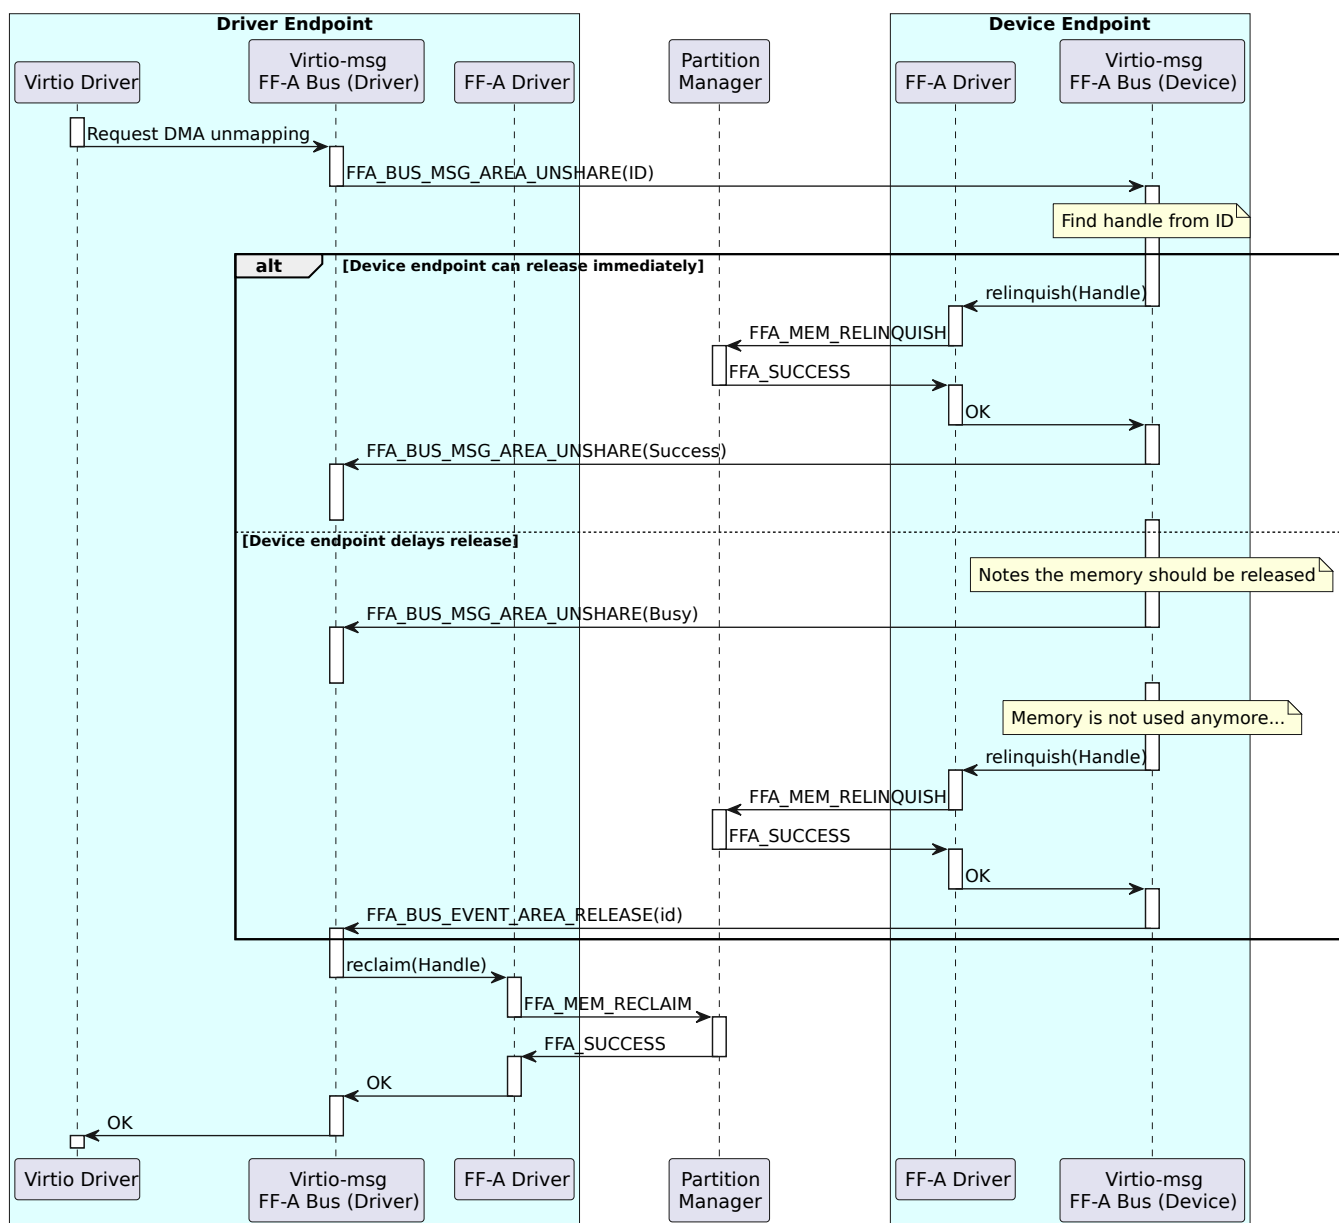 Driver Endpoint
Device Endpoint
Virtio Driver
Virtio-msg
FF-A Bus (Driver)
FF-A Driver
Partition
Manager
FF-A Driver
Virtio-msg
FF-A Bus (Device)
Request DMA unmapping
FFA_BUS_MSG_AREA_UNSHARE(ID)
Find handle from ID
alt
[Device endpoint can release immediately]
relinquish(Handle)
FFA_MEM_RELINQUISH
FFA_SUCCESS
OK
FFA_BUS_MSG_AREA_UNSHARE(Success)
[Device endpoint delays release]
Notes the memory should be released
FFA_BUS_MSG_AREA_UNSHARE(Busy)
Memory is not used anymore...
relinquish(Handle)
FFA_MEM_RELINQUISH
FFA_SUCCESS
OK
FFA_BUS_EVENT_AREA_RELEASE(id)
reclaim(Handle)
FFA_MEM_RECLAIM
FFA_SUCCESS
OK
OK
Virtio Driver
Virtio-msg
FF-A Bus (Driver)
FF-A Driver
Partition
Manager
FF-A Driver
Virtio-msg
FF-A Bus (Device)